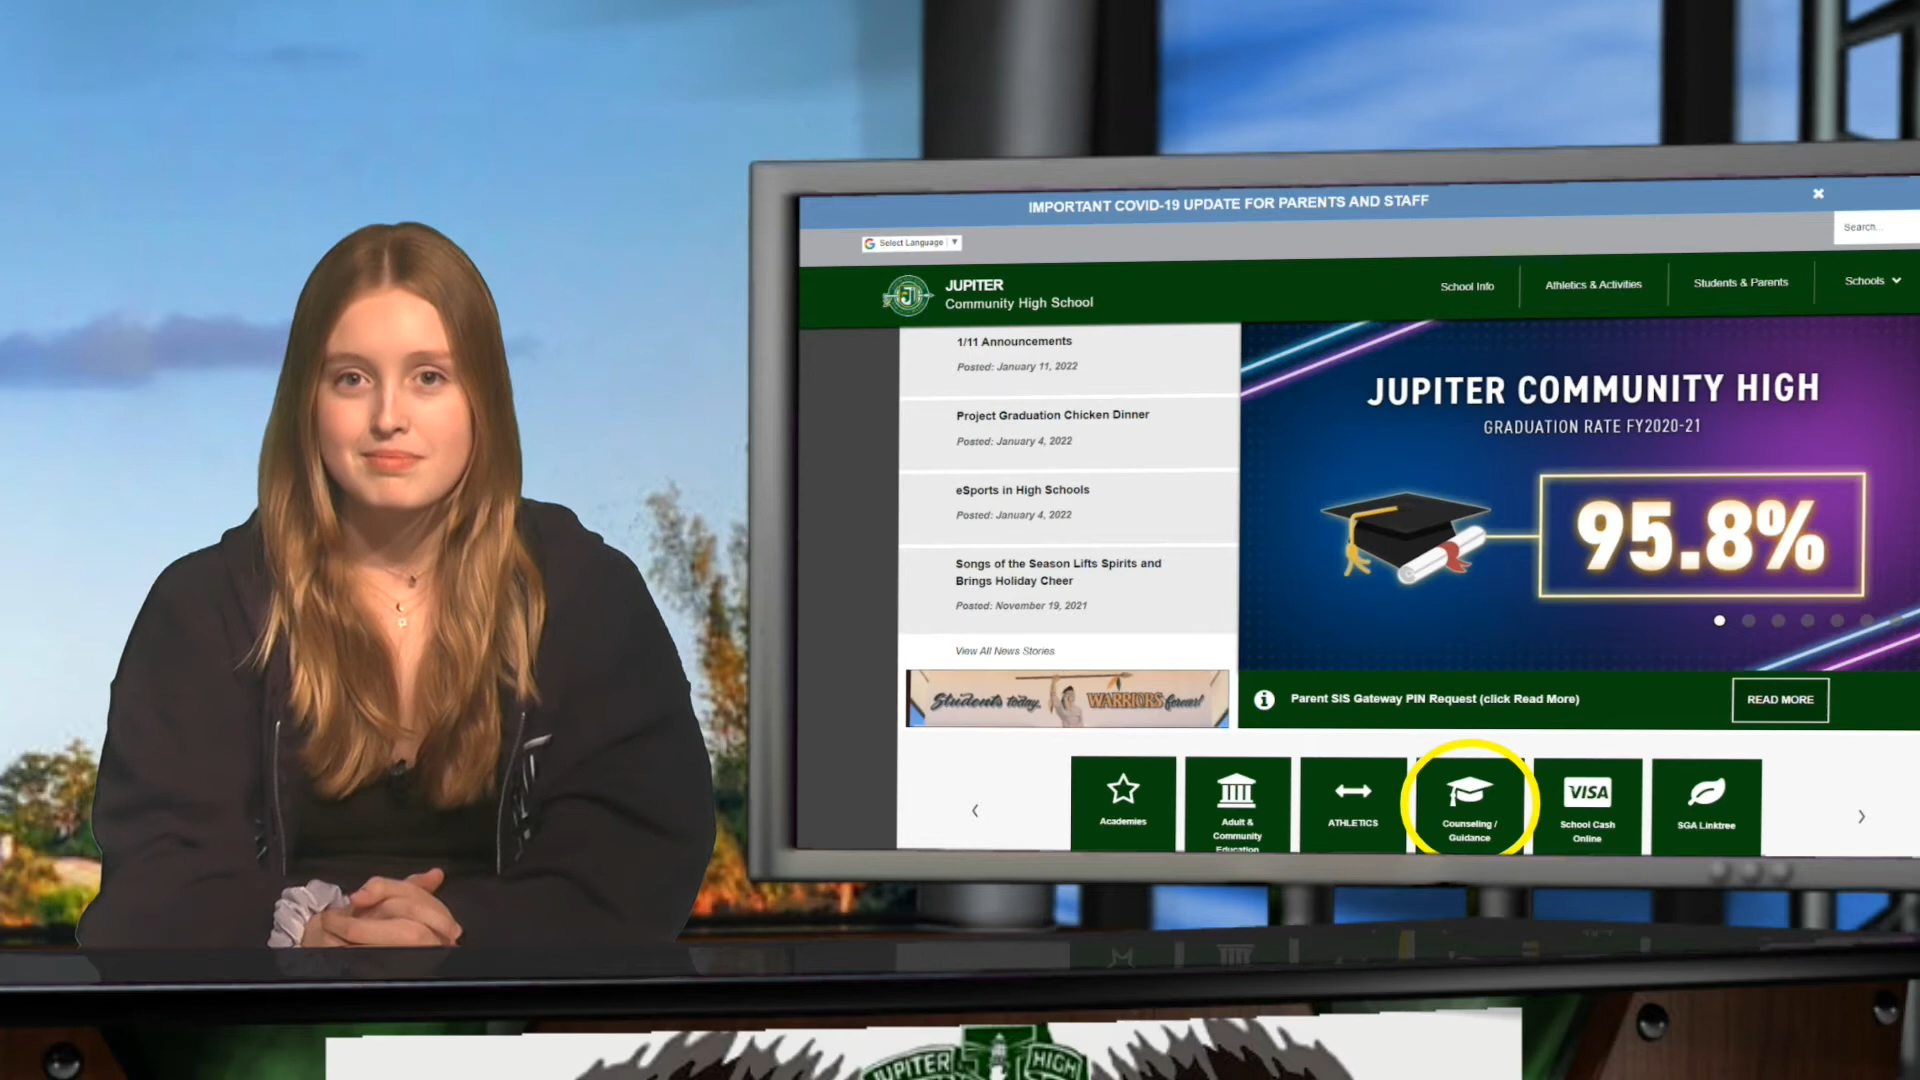 IMPORTANT COVID-19 UPDATE FOR PARENTS AND STAFF
Select Language
Search...
JUPITER
Community High School
School Info
Athletics & Activities
Students & Parents
Schools
1/11 Announcements
Posted: January 11, 2022
Project Graduation Chicken Dinner
Posted: January 4, 2022
eSports in High Schools
Posted: January 4, 2022
Songs of the Season Lifts Spirits and
Brings Holiday Cheer
Posted: November 19, 2021
View All News Stories
Students today, WARRIORS forever!
JUPITER COMMUNITY HIGH
GRADUATION RATE FY2020-21
95.8%
Parent SIS Gateway PIN Request (click Read More)
READ MORE
Academies
Adult &
Community
Education
ATHLETICS
Counseling /
Guidance
VISA
School Cash
Online
SGA Linktree
JUPITER HIGH